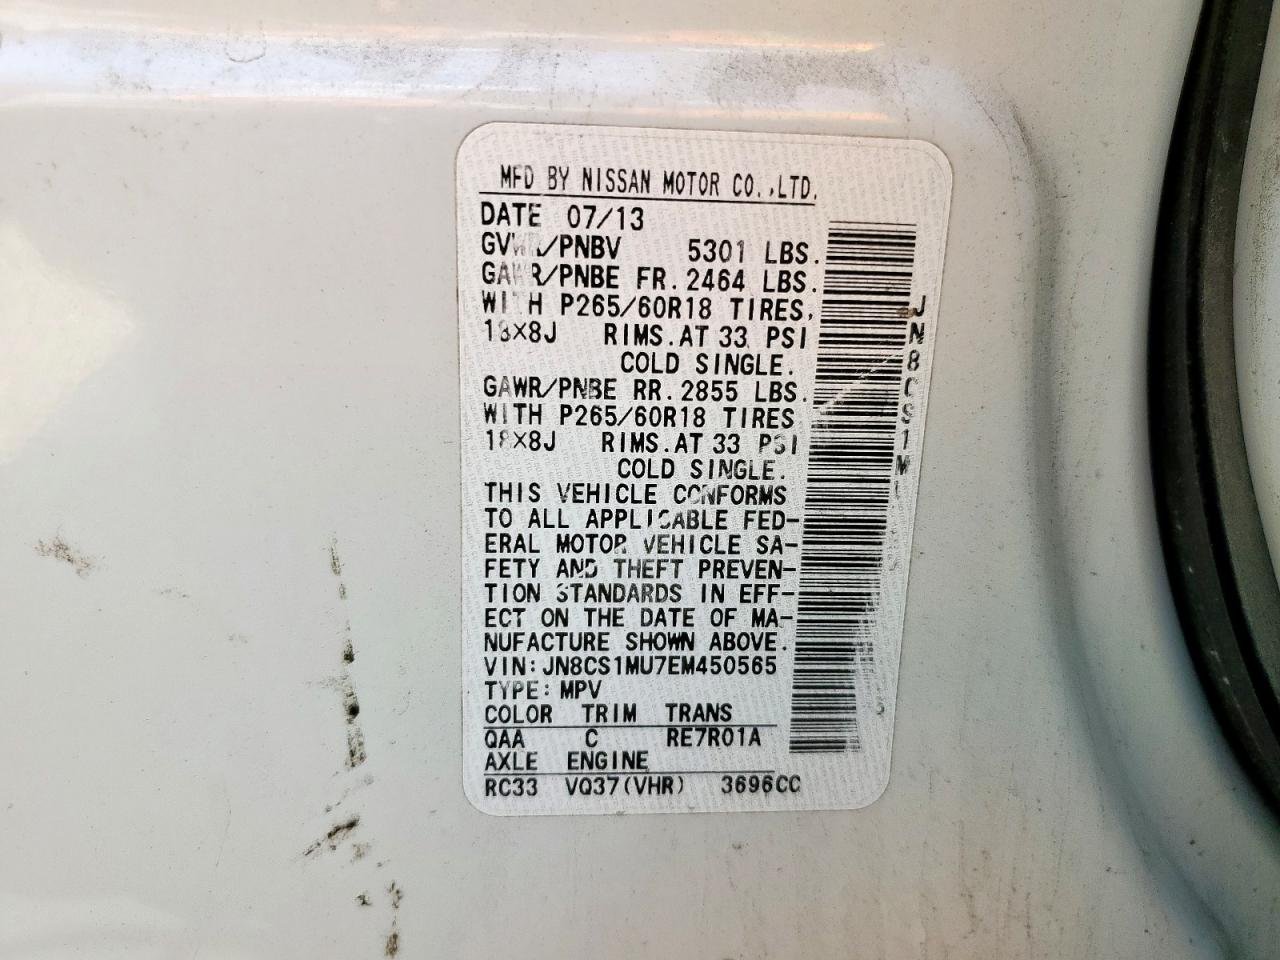 MFD BY NISSAN MOTOR CO.,LTD.
DATE 07/13
GVWR/PNBV 5301 LBS.
GAWR/PNBE FR. 2464 LBS.
WITH P265/60R18 TIRES,
18×8J RIMS.AT 33 PSI
COLD SINGLE.
GAWR/PNBE RR. 2855 LBS.
WITH P265/60R18 TIRES
18×8J RIMS.AT 33 PSI
COLD SINGLE.
THIS VEHICLE CONFORMS
TO ALL APPLICABLE FED-
ERAL MOTOR VEHICLE SA-
FETY AND THEFT PREVEN-
TION STANDARDS IN EFF-
ECT ON THE DATE OF MA-
NUFACTURE SHOWN ABOVE.
VIN:JN8CS1MU7EM450565
TYPE: MPV
COLOR TRIM TRANS
QAA C RE7R01A
AXLE ENGINE
RC33 VQ37(VHR) 3696CC